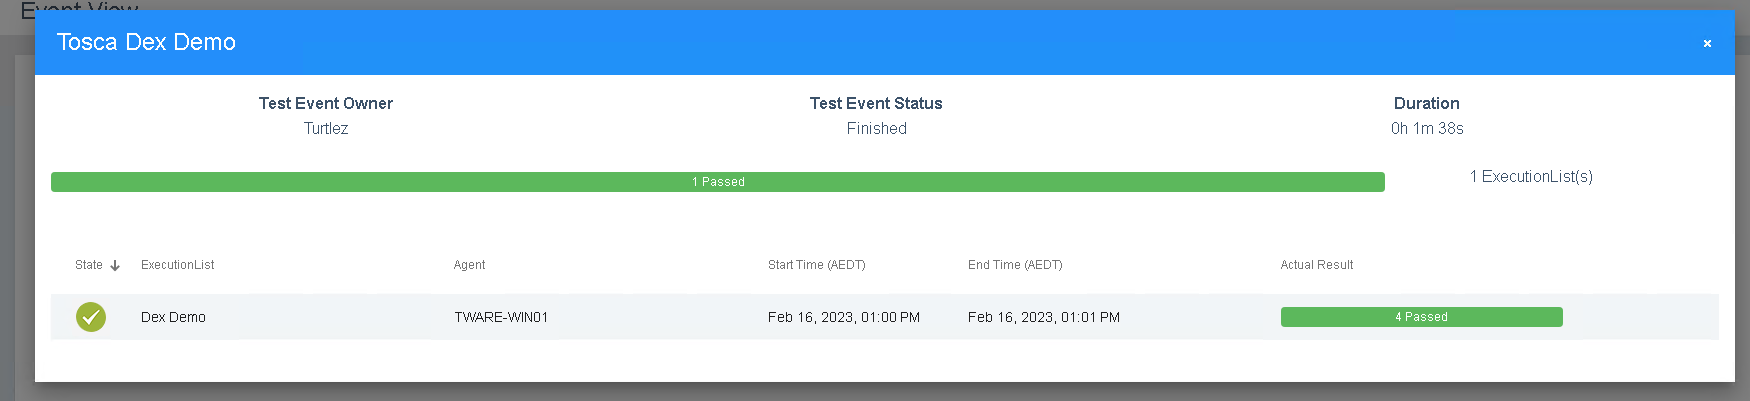 Event View
Tosca Dex Demo
×
Test Event Owner Test Event Status Duration
Turtlez Finished 0h 1m 38s
1 Passed 1 ExecutionList(s)
State ExecutionList Agent Start Time (AEDT) End Time (AEDT) Actual Result
Dex Demo TWARE-WIN01 Feb 16, 2023, 01:00 PM Feb 16, 2023, 01:01 PM 4 Passed